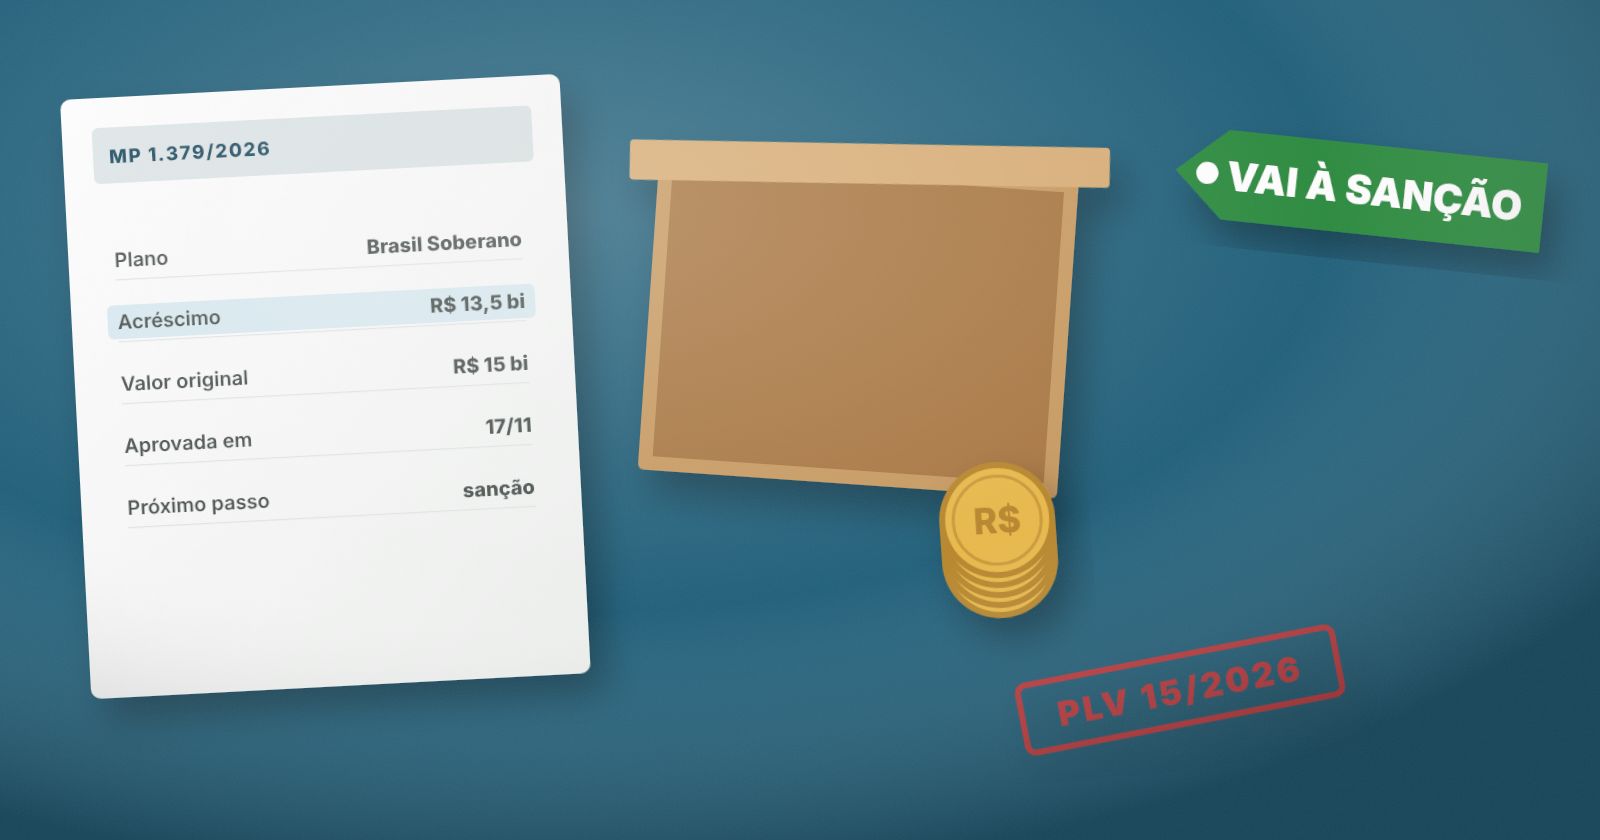 MP 1.379/2026
Plano Brasil Soberano
Acréscimo R$ 13,5 bi
Valor original R$ 15 bi
Aprovada em 17/11
Próximo passo sanção
VAI À SANÇÃO
R$
PLV 15/2026